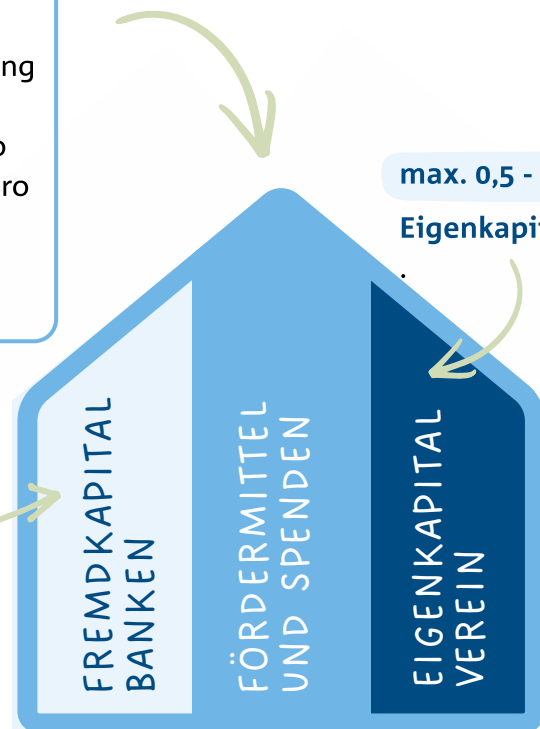 ng
o
ro
max. 0,5 -
Eigenkapi
.
FREMDKAPITAL
BANKEN
FÖRDERMITTEL
UND SPENDEN
EIGENKAPITAL
VEREIN